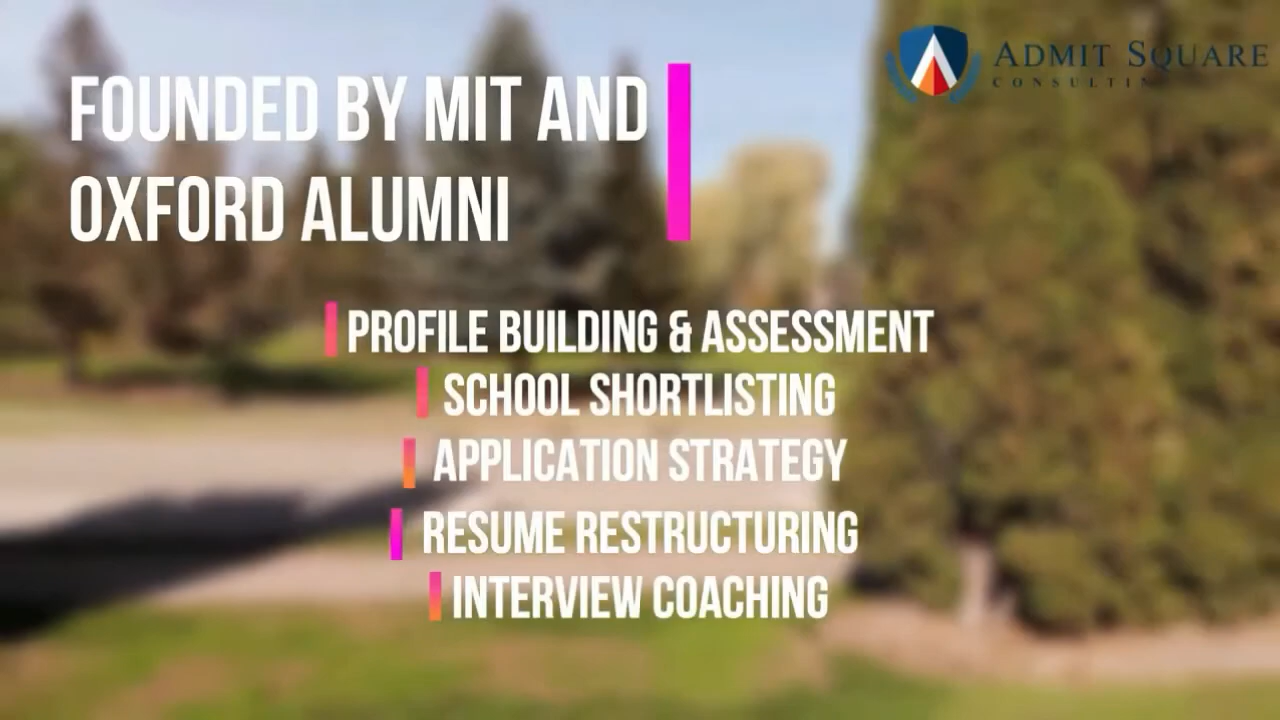 ADMIT SQUARE
CONSULTIN
FOUNDED BY MIT AND
OXFORD ALUMNI
PROFILE BUILDING & ASSESSMENT
SCHOOL SHORTLISTING
APPLICATION STRATEGY
RESUME RESTRUCTURING
INTERVIEW COACHING